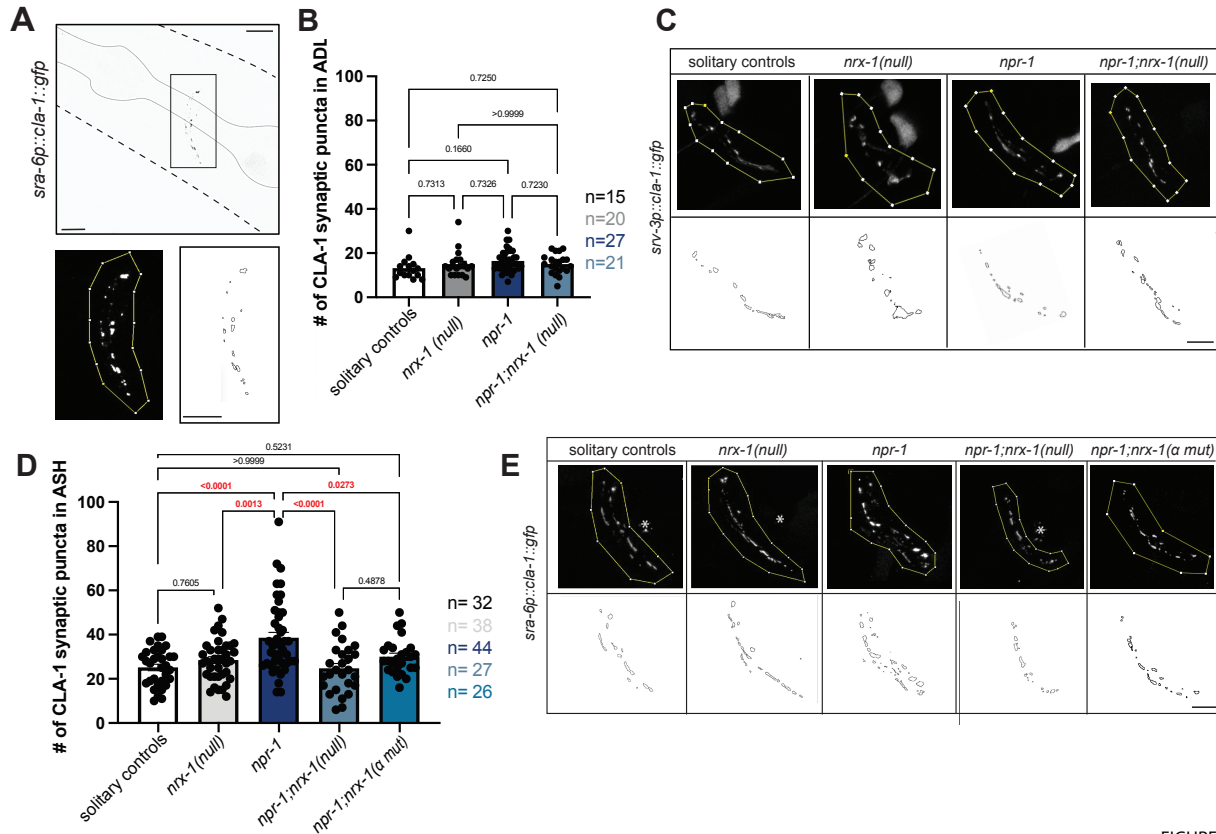 A
sra-6p::cla-1::gfp
B
# of CLA-1 synaptic puncta in ADL
100
80
60
40
20
0
0.7250
>0.9999
0.1660
0.7313
0.7326
0.7230
n=15
n=20
n=27
n=21
solitary controls
nrx-1 (null)
npr-1
npr-1;nrx-1 (null)
C
solitary controls
nrx-1(null)
npr-1
npr-1;nrx-1(null)
srv-3p::cla-1::gfp
D
# of CLA-1 synaptic puncta in ASH
100
80
60
40
20
0
0.5231
>0.9999
<0.0001
0.0273
0.0013
<0.0001
0.7605
0.4878
n= 32
n= 38
n= 44
n= 27
n= 26
solitary controls
nrx-1(null)
npr-1
npr-1;nrx-1(null)
npr-1;nrx-1(α mut)
E
solitary controls
nrx-1(null)
npr-1
npr-1;nrx-1(null)
npr-1;nrx-1(α mut)
sra-6p::cla-1::gfp
*
*
*
FIGURE